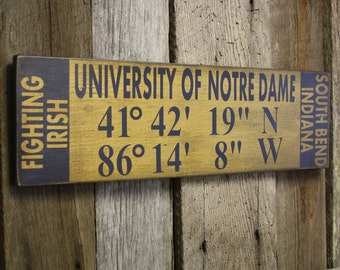 FIGHTING
IRISH
UNIVERSITY OF NOTRE DAME
41° 42' 19" N
86° 14' 8" W
SOUTH BEND
INDIANA